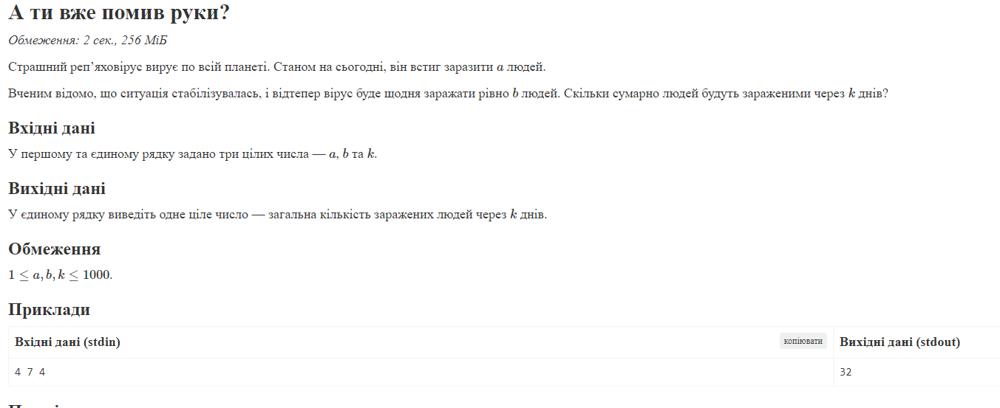 А ти вже помив руки?
Обмеження: 2 сек., 256 МіБ
Страшний реп’яховірус вирує по всій планеті. Станом на сьогодні, він встиг заразити a людей.
Вченим відомо, що ситуація стабілізувалась, і відтепер вірус буде щодня заражати рівно b людей. Скільки сумарно людей будуть зараженими через k днів?
Вхідні дані
У першому та єдиному рядку задано три цілих числа — a, b та k.
Вихідні дані
У єдиному рядку виведіть одне ціле число — загальна кількість заражених людей через k днів.
Обмеження
1 ≤ a, b, k ≤ 1000.
Приклади
Вхідні дані (stdin) копіювати Вихідні дані (stdout)
4 7 4 32